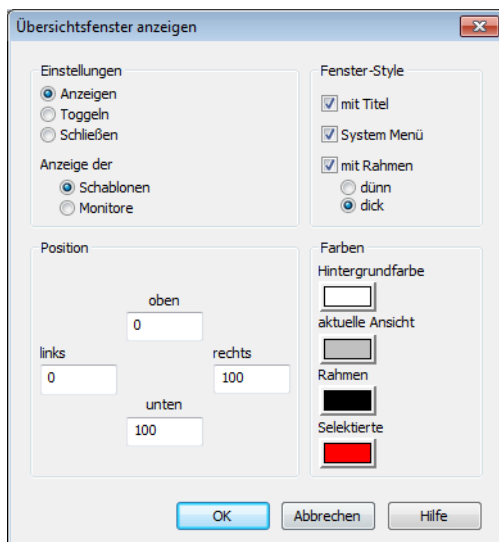 Übersichtsfenster anzeigen
Einstellungen
Anzeigen
Toggeln
Schließen
Anzeige der
Schablonen
Monitore
Fenster-Style
mit Titel
System Menü
mit Rahmen
dünn
dick
Position
oben
0
links
rechts
0
100
unten
100
Farben
Hintergrundfarbe
aktuelle Ansicht
Rahmen
Selektierte
OK
Abbrechen
Hilfe